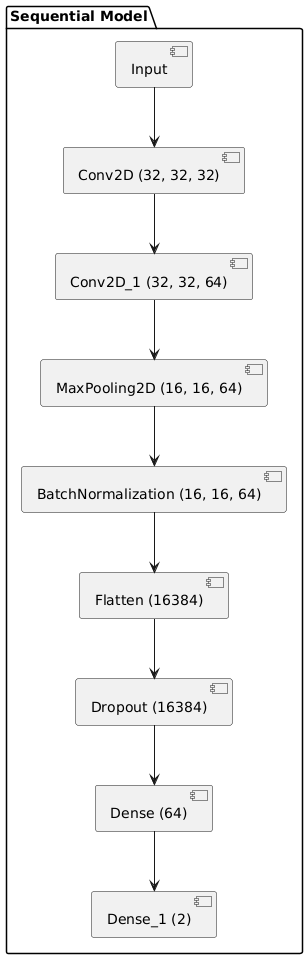 Sequential Model
Input
Conv2D (32, 32, 32)
Conv2D_1 (32, 32, 64)
MaxPooling2D (16, 16, 64)
BatchNormalization (16, 16, 64)
Flatten (16384)
Dropout (16384)
Dense (64)
Dense_1 (2)